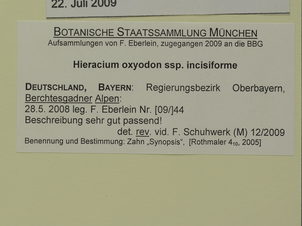 22. Juli 2009
BOTANISCHE STAATSSAMMLUNG MÜNCHEN
Aufsammlungen von F. Eberlein, zugegangen 2009 an die BBG
Hieracium oxyodon ssp. incisiforme
DEUTSCHLAND, BAYERN: Regierungsbezirk Oberbayern,
Berchtesgadner Alpen:
28.5. 2008 leg. F. Eberlein Nr. [09/]44
Beschreibung sehr gut passend!
det. rev. vid. F. Schuhwerk (M) 12/2009
Benennung und Bestimmung: Zahn „Synopsis", [Rothmaler 4₁₀, 2005]